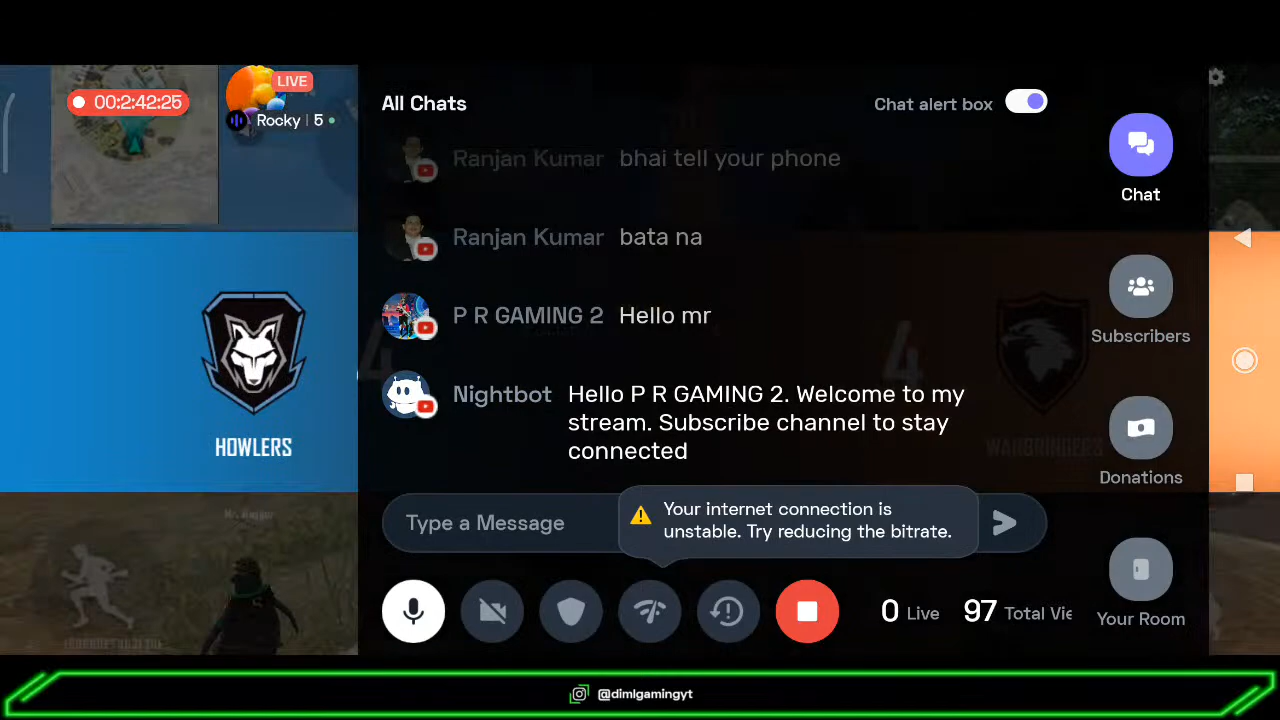 LIVE
00:2:42:25
Rocky | 5
All Chats
Chat alert box
Ranjan Kumar bhai tell your phone
Chat
Ranjan Kumar bata na
P R GAMING 2 Hello mr
Subscribers
Nightbot Hello P R GAMING 2. Welcome to my
stream. Subscribe channel to stay
connected
4
4
HOWLERS
WARBRINGERS
Donations
Type a Message
Your internet connection is
unstable. Try reducing the bitrate.
0 Live 97 Total Vie
Your Room
@dimlgamingyt